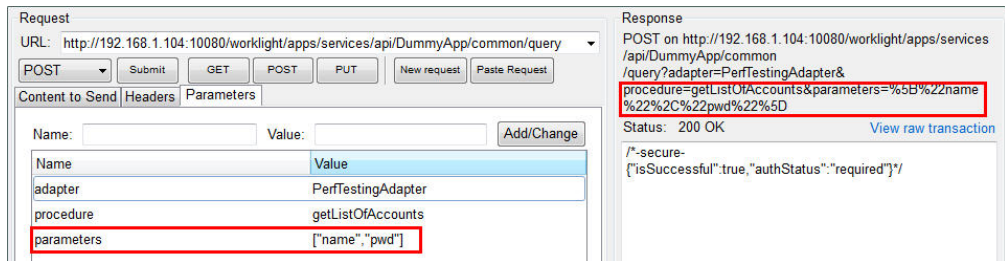 Request
URL: http://192.168.1.104:10080/worklight/apps/services/api/DummyApp/common/query
POST Submit GET POST PUT New request Paste Request
Content to Send Headers Parameters
Name: Value: Add/Change
Name Value
adapter PerfTestingAdapter
procedure getListOfAccounts
parameters ["name","pwd"]
Response
POST on http://192.168.1.104:10080/worklight/apps/services
/api/DummyApp/common
/query?adapter=PerfTestingAdapter&
procedure=getListOfAccounts&parameters=%5B%22name
%22%2C%22pwd%22%5D
Status: 200 OK View raw transaction
/*-secure-
{"isSuccessful":true,"authStatus":"required"}*/